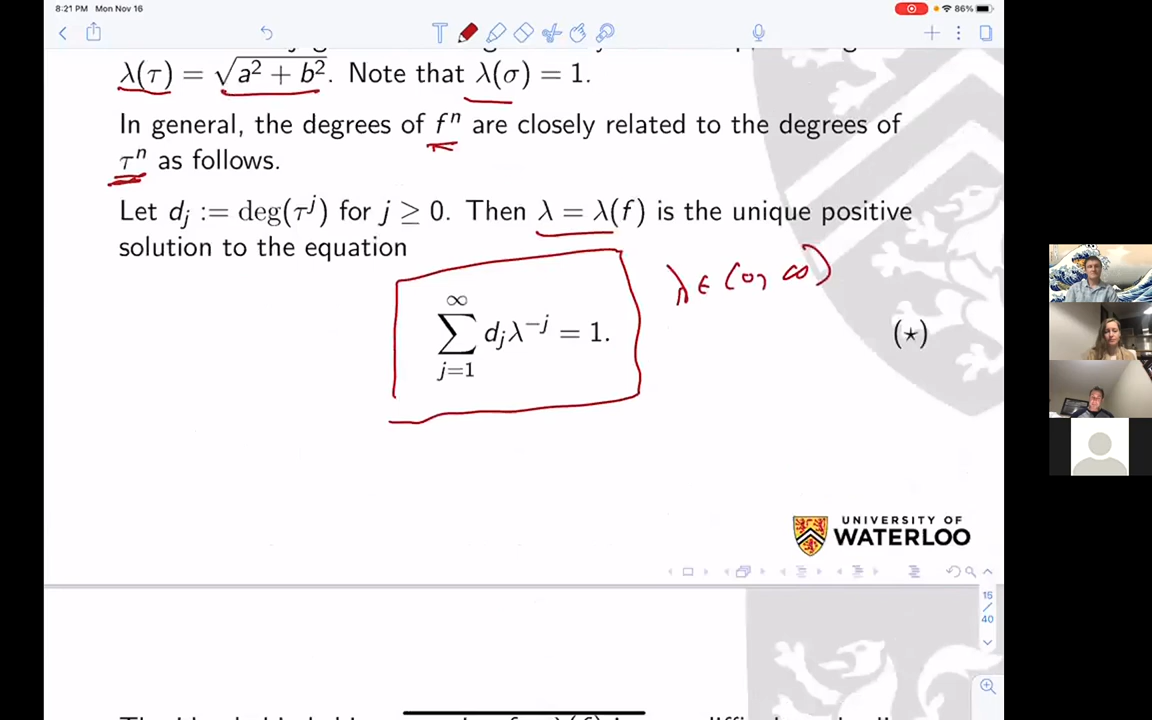 8:21 PM Mon Nov 16
86%
λ(τ) = √(a² + b²). Note that λ(σ) = 1.
In general, the degrees of fⁿ are closely related to the degrees of
τⁿ as follows.
Let dⱼ := deg(τʲ) for j ≥ 0. Then λ = λ(f) is the unique positive
solution to the equation
λ ∈ (0, ∞)
∑_{j=1}^{∞} dⱼλ⁻ʲ = 1.
(⋆)
UNIVERSITY OF
WATERLOO
15
/
40